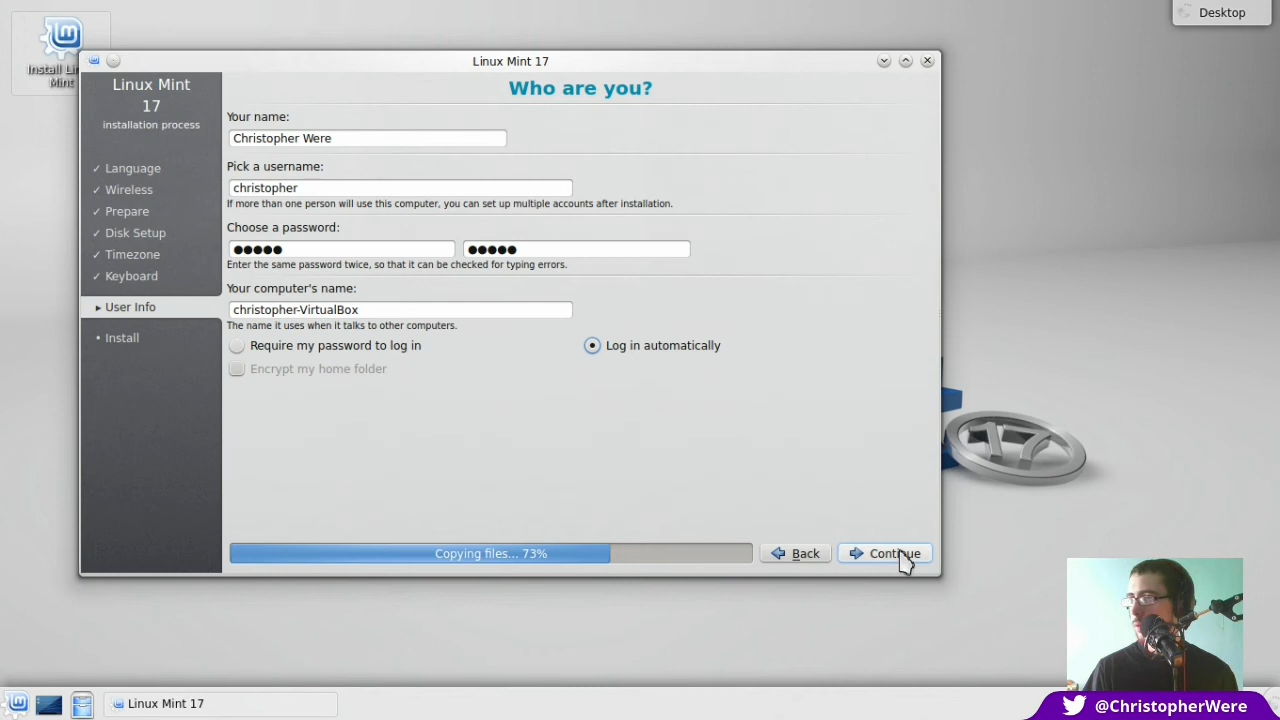 Desktop
Install Li
Mint
Linux Mint 17
Linux Mint
17
installation process
✓ Language
✓ Wireless
✓ Prepare
✓ Disk Setup
✓ Timezone
✓ Keyboard
▸ User Info
• Install
Who are you?
Your name:
Christopher Were
Pick a username:
christopher
If more than one person will use this computer, you can set up multiple accounts after installation.
Choose a password:
●●●●● ●●●●●
Enter the same password twice, so that it can be checked for typing errors.
Your computer's name:
christopher-VirtualBox
The name it uses when it talks to other computers.
Require my password to log in
Log in automatically
Encrypt my home folder
Copying files... 73%
Back
Continue
17
Linux Mint 17
@ChristopherWere